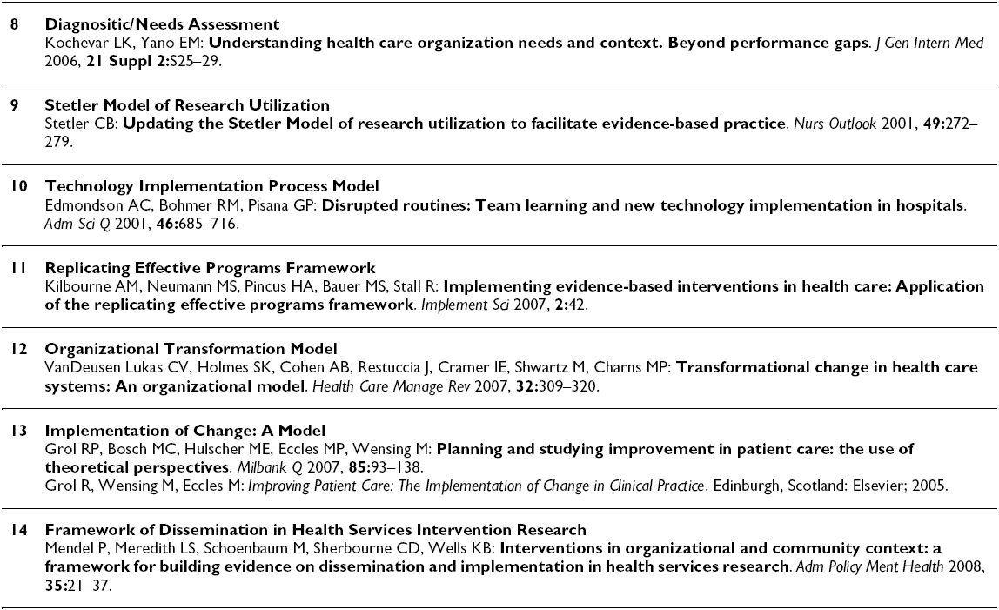 8 Diagnositic/Needs Assessment
Kochevar LK, Yano EM: Understanding health care organization needs and context. Beyond performance gaps. J Gen Intern Med
2006, 21 Suppl 2:S25–29.
9 Stetler Model of Research Utilization
Stetler CB: Updating the Stetler Model of research utilization to facilitate evidence-based practice. Nurs Outlook 2001, 49:272–
279.
10 Technology Implementation Process Model
Edmondson AC, Bohmer RM, Pisana GP: Disrupted routines: Team learning and new technology implementation in hospitals.
Adm Sci Q 2001, 46:685–716.
11 Replicating Effective Programs Framework
Kilbourne AM, Neumann MS, Pincus HA, Bauer MS, Stall R: Implementing evidence-based interventions in health care: Application
of the replicating effective programs framework. Implement Sci 2007, 2:42.
12 Organizational Transformation Model
VanDeusen Lukas CV, Holmes SK, Cohen AB, Restuccia J, Cramer IE, Shwartz M, Charns MP: Transformational change in health care
systems: An organizational model. Health Care Manage Rev 2007, 32:309–320.
13 Implementation of Change: A Model
Grol RP, Bosch MC, Hulscher ME, Eccles MP, Wensing M: Planning and studying improvement in patient care: the use of
theoretical perspectives. Milbank Q 2007, 85:93–138.
Grol R, Wensing M, Eccles M: Improving Patient Care: The Implementation of Change in Clinical Practice. Edinburgh, Scotland: Elsevier; 2005.
14 Framework of Dissemination in Health Services Intervention Research
Mendel P, Meredith LS, Schoenbaum M, Sherbourne CD, Wells KB: Interventions in organizational and community context: a
framework for building evidence on dissemination and implementation in health services research. Adm Policy Ment Health 2008,
35:21–37.